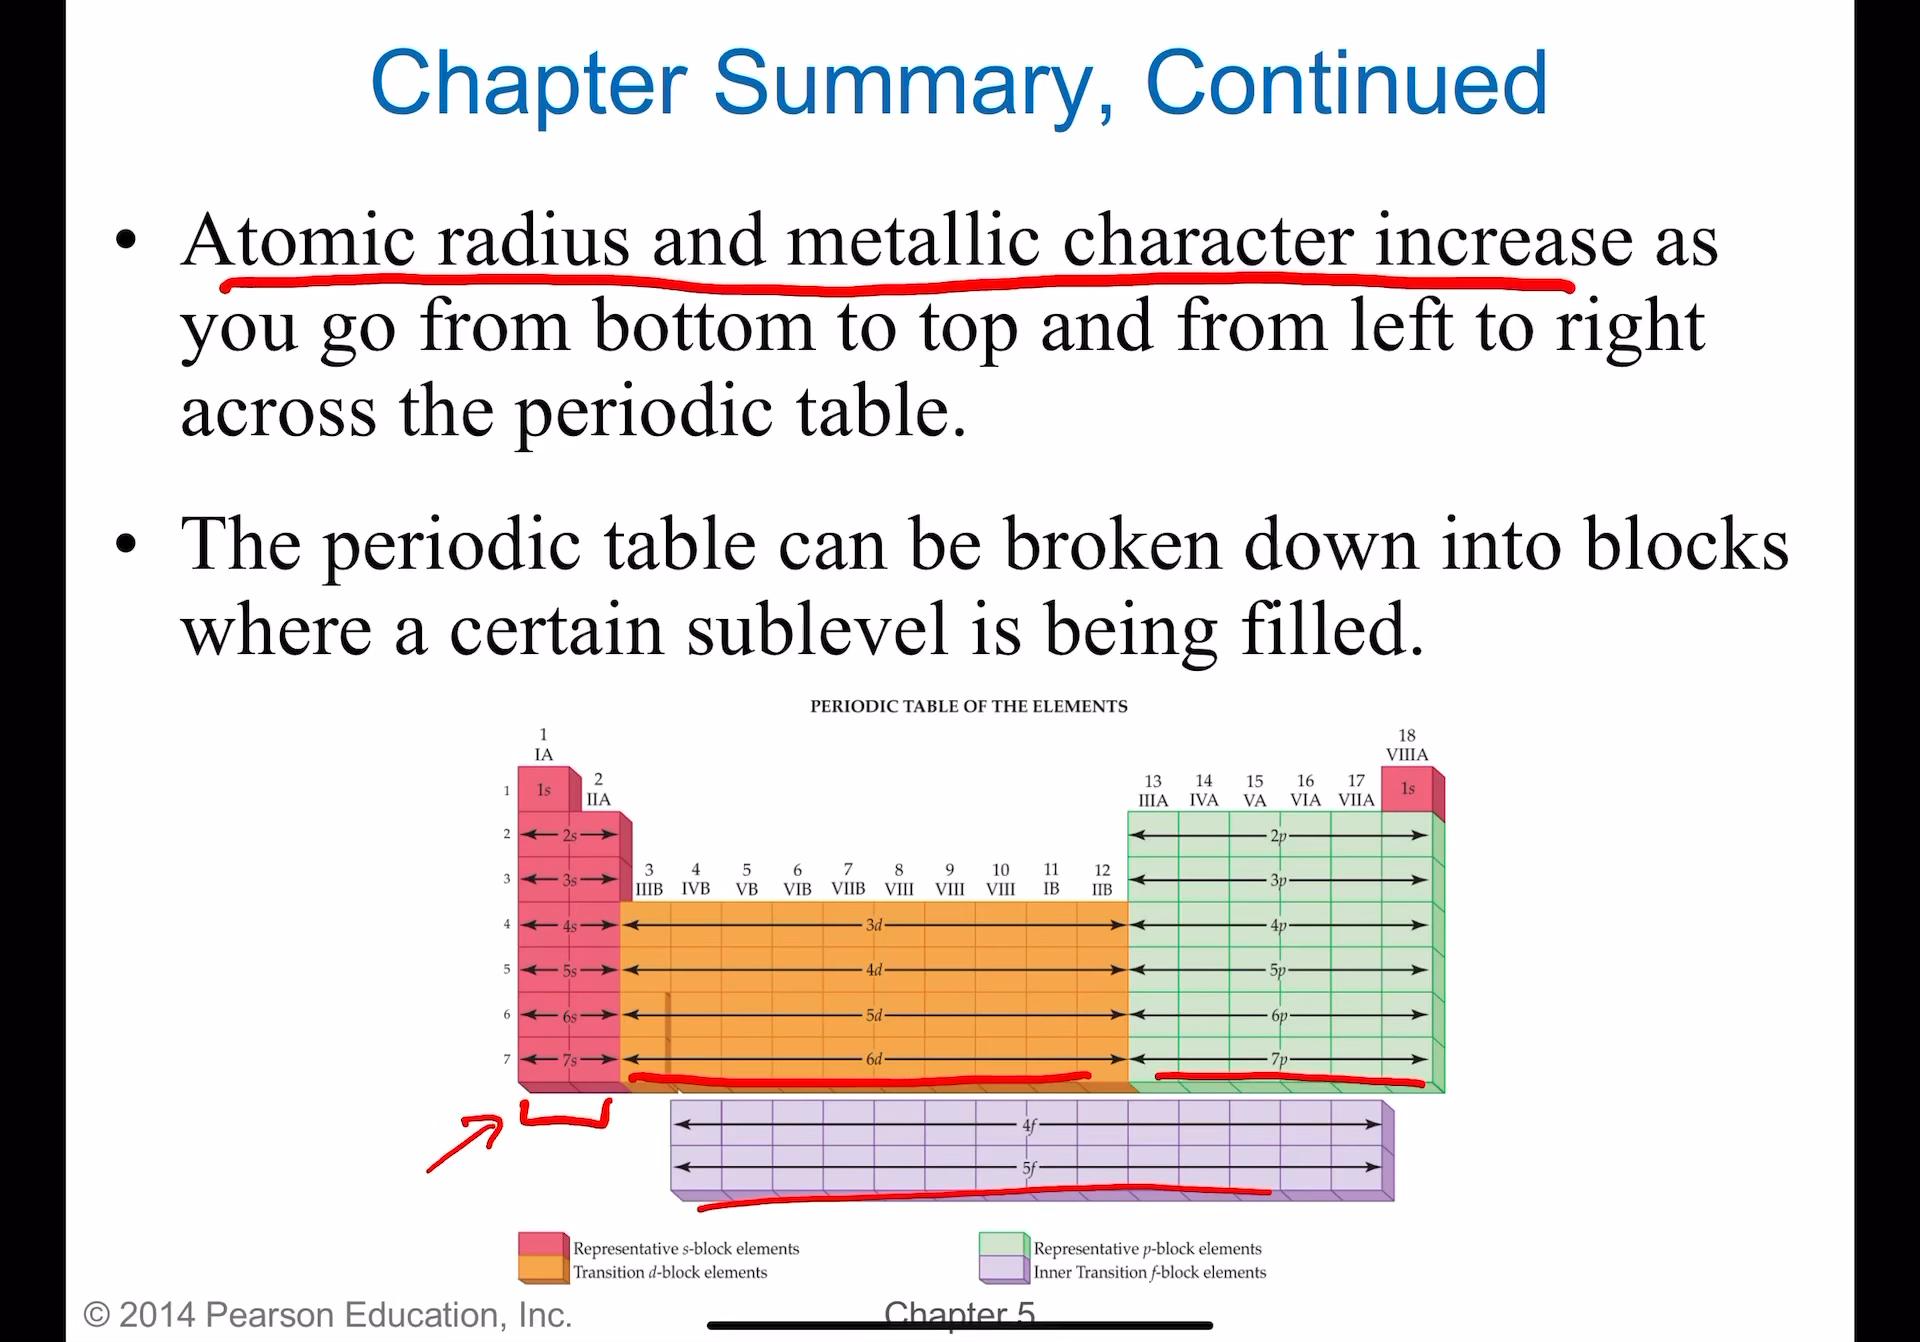 Chapter Summary, Continued
• Atomic radius and metallic character increase as
you go from bottom to top and from left to right
across the periodic table.
• The periodic table can be broken down into blocks
where a certain sublevel is being filled.
PERIODIC TABLE OF THE ELEMENTS
1 18
IA VIIIA
2 13 14 15 16 17
IIA IIIA IVA VA VIA VIIA
1 1s 1s
2 2s 2p
3 3s 3p
3 4 5 6 7 8 9 10 11 12
IIIB IVB VB VIB VIIB VIII VIII VIII IB IIB
4 4s 3d 4p
5 5s 4d 5p
6 6s 5d 6p
7 7s 6d 7p
4f
5f
Representative s-block elements Representative p-block elements
Transition d-block elements Inner Transition f-block elements
© 2014 Pearson Education, Inc. Chapter 5